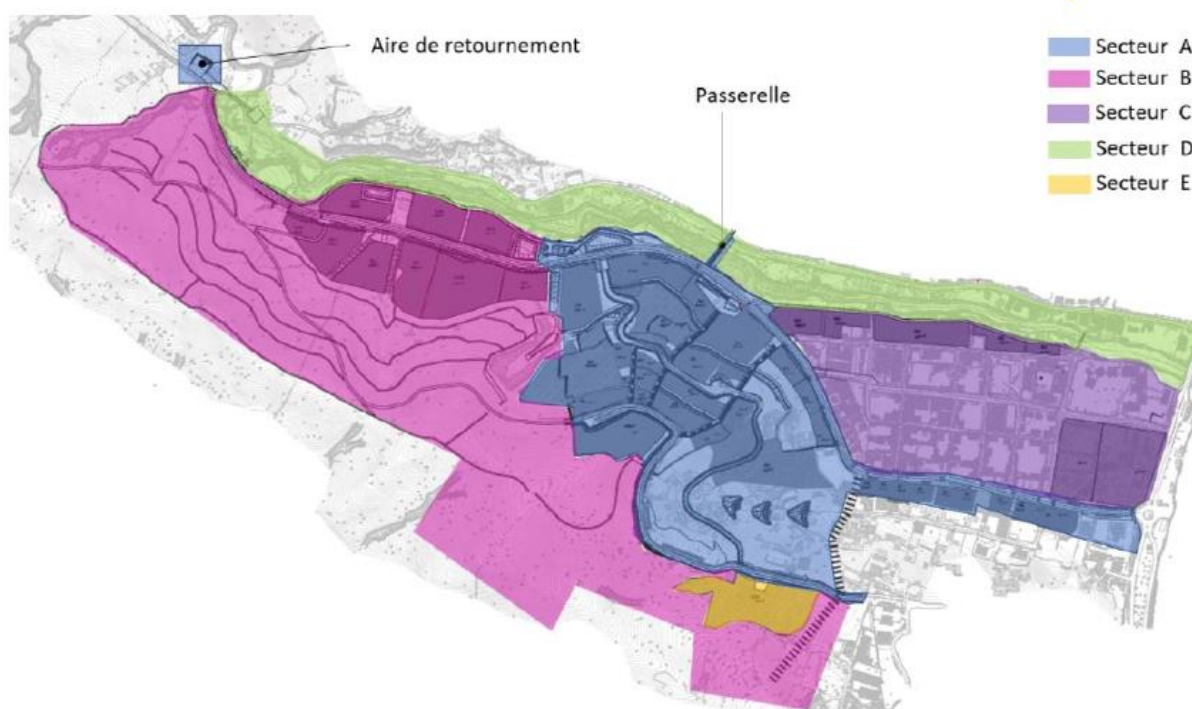 Aire de retournement
Passerelle
Secteur A
Secteur B
Secteur C
Secteur D
Secteur E